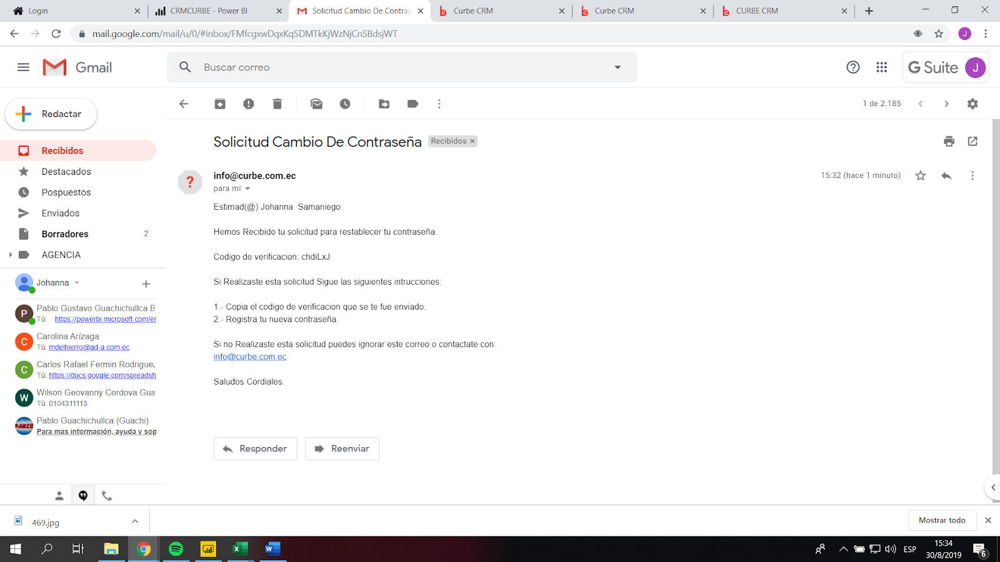 Login
CRMCURBE - Power BI
Solicitud Cambio De Contras
Curbe CRM
Curbe CRM
CURBE CRM
mail.google.com/mail/u/0/#inbox/FMfcgxwDqxKqSDMTkKjWzNjCnSBdsjWT
J
Gmail
Buscar correo
G Suite
J
Redactar
1 de 2.185
Recibidos
Destacados
Pospuestos
Enviados
Borradores 2
AGENCIA
Johanna
P
Pablo Gustavo Guachichullca B
Tú: https://powerbi.microsoft.com/er
C
Carolina Arízaga
Tú: mdelhierro@ad-a.com.ec
C
Carlos Rafael Fermin Rodriguez
Tú: https://docs.google.com/spreadsh
W
Wilson Geovanny Cordova Gua
Tú: 0104311113
PABLO
Pablo Guachichullca (Guachi)
Para mas información, ayuda y sop
Solicitud Cambio De Contraseña
Recibidos x
?
info@curbe.com.ec
15:32 (hace 1 minuto)
para mí
Estimad(@) Johanna  Samaniego
Hemos Recibido tu solicitud para restablecer tu contraseña.
Codigo de verificacion: chdiLxJ
Si Realizaste esta solicitud Sigue las siguientes intrucciones:
1.- Copia el codigo de verificacion que se te fue enviado.
2.- Registra tu nueva contraseña.
Si no Realizaste esta solicitud puedes ignorar este correo o contactate con:
info@curbe.com.ec
Saludos Cordiales.
Responder
Reenviar
469.jpg
Mostrar todo
ESP
15:34
30/8/2019
6